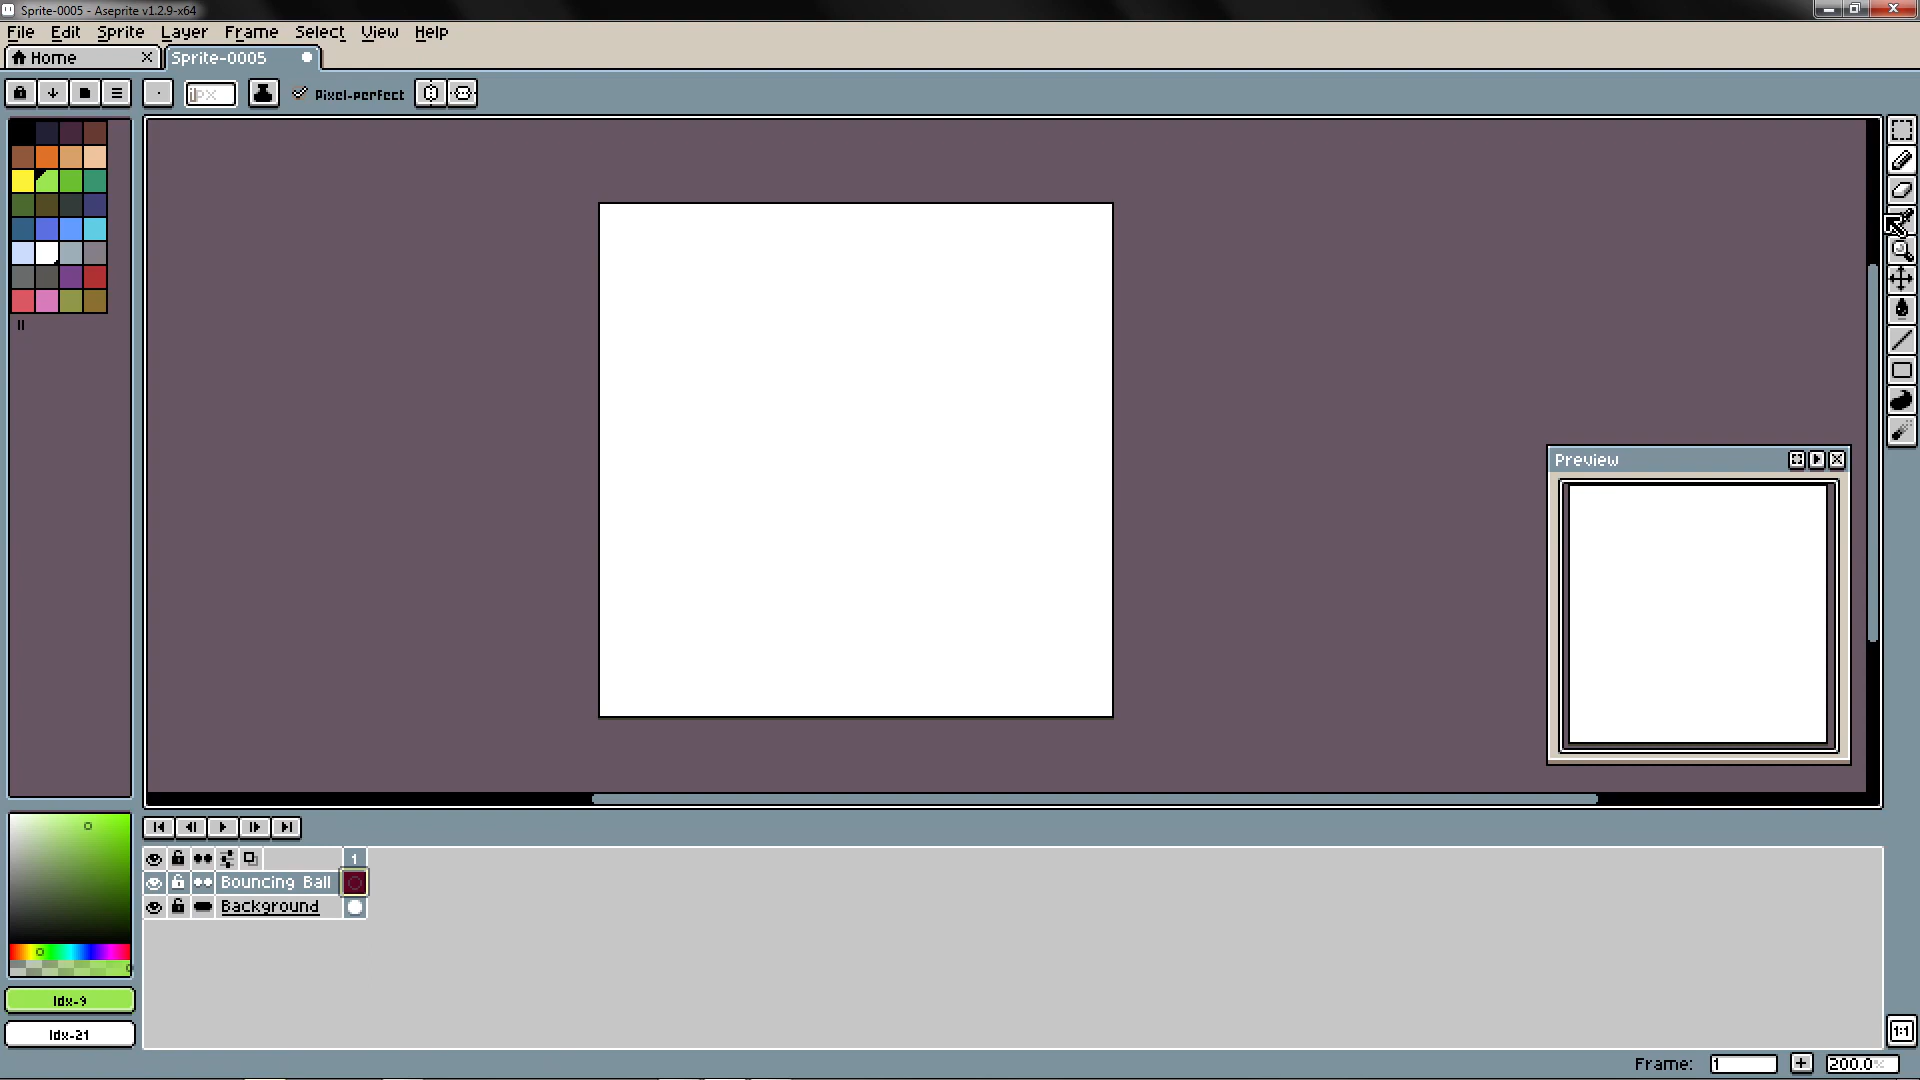 Sprite-0005 - Aseprite v1.2.9-x64
File Edit Sprite Layer Frame Select View Help
Home Sprite-0005
1px Pixel-perfect
Preview
1
Bouncing Ball
Background
Idx-9
Idx-21
1:1
Frame: 1 200.0%